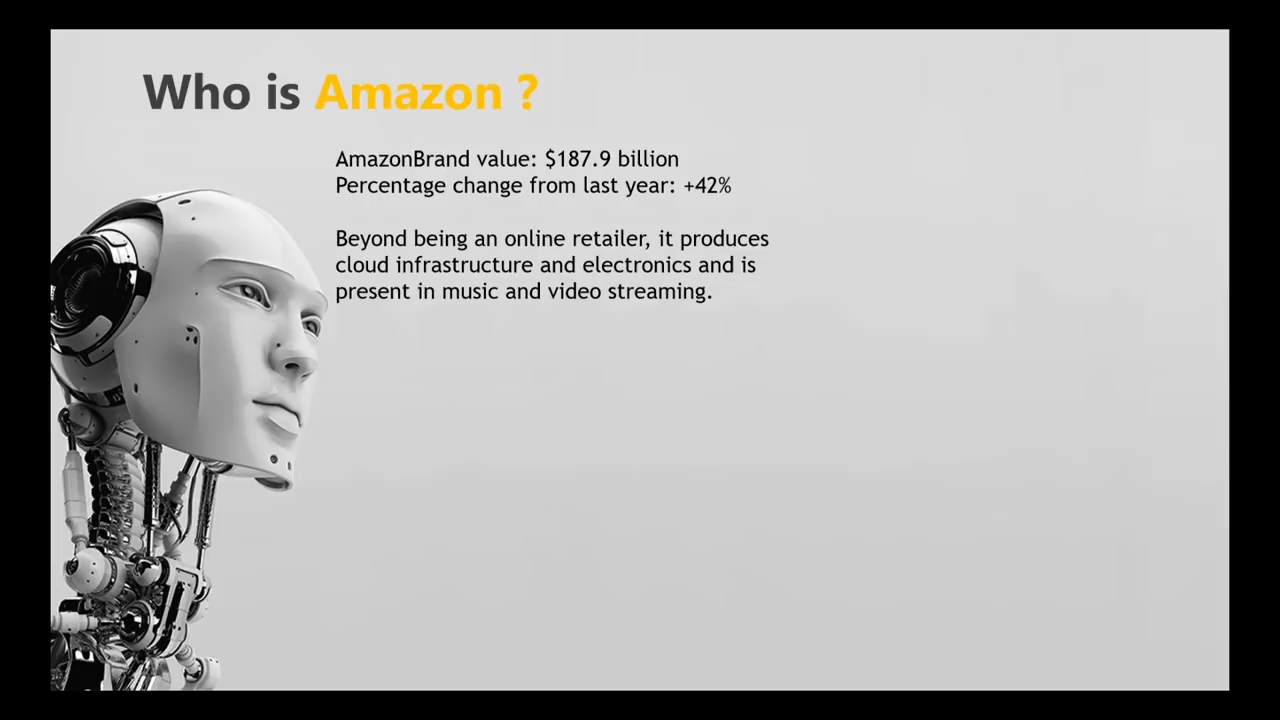 Who is Amazon ?
AmazonBrand value: $187.9 billion
Percentage change from last year: +42%
Beyond being an online retailer, it produces
cloud infrastructure and electronics and is
present in music and video streaming.